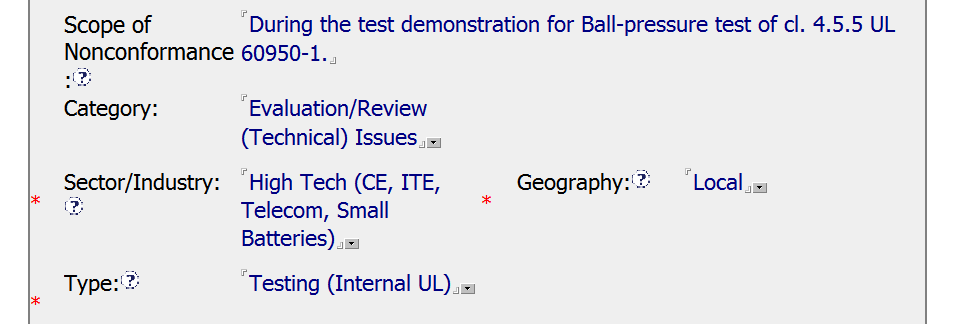 Scope of Nonconformance :? During the test demonstration for Ball-pressure test of cl. 4.5.5 UL 60950-1.
Category: Evaluation/Review (Technical) Issues
* Sector/Industry: ? High Tech (CE, ITE, Telecom, Small Batteries) * Geography:? Local
* Type:? Testing (Internal UL)